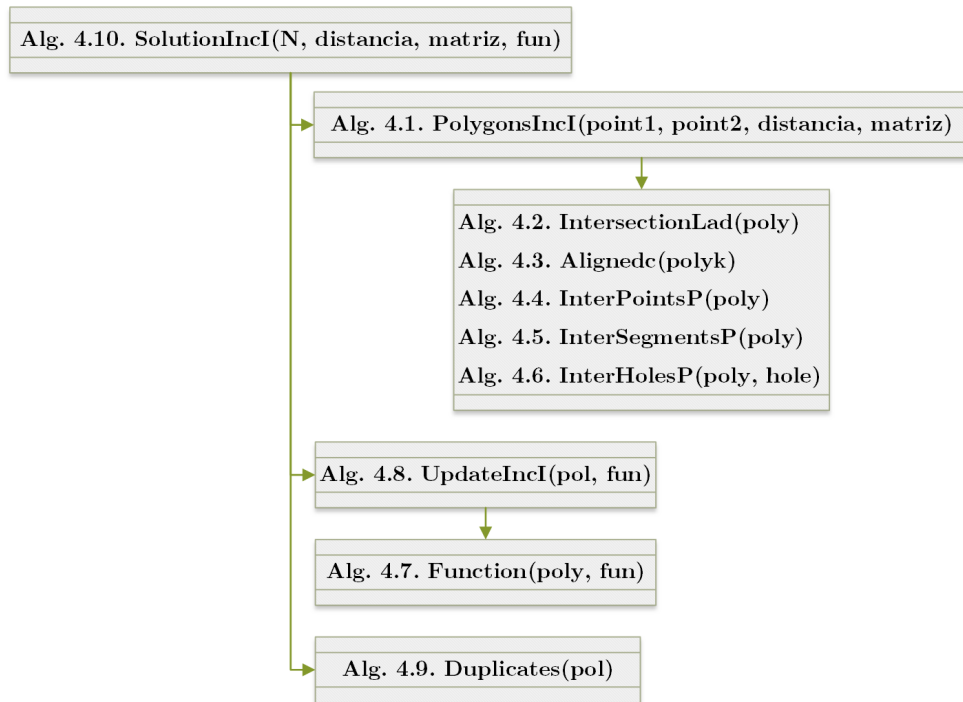 Alg. 4.10. SolutionIncI(N, distancia, matriz, fun)
Alg. 4.1. PolygonsIncI(point1, point2, distancia, matriz)
Alg. 4.2. IntersectionLad(poly)
Alg. 4.3. Alignedc(polyk)
Alg. 4.4. InterPointsP(poly)
Alg. 4.5. InterSegmentsP(poly)
Alg. 4.6. InterHolesP(poly, hole)
Alg. 4.8. UpdateIncI(pol, fun)
Alg. 4.7. Function(poly, fun)
Alg. 4.9. Duplicates(pol)